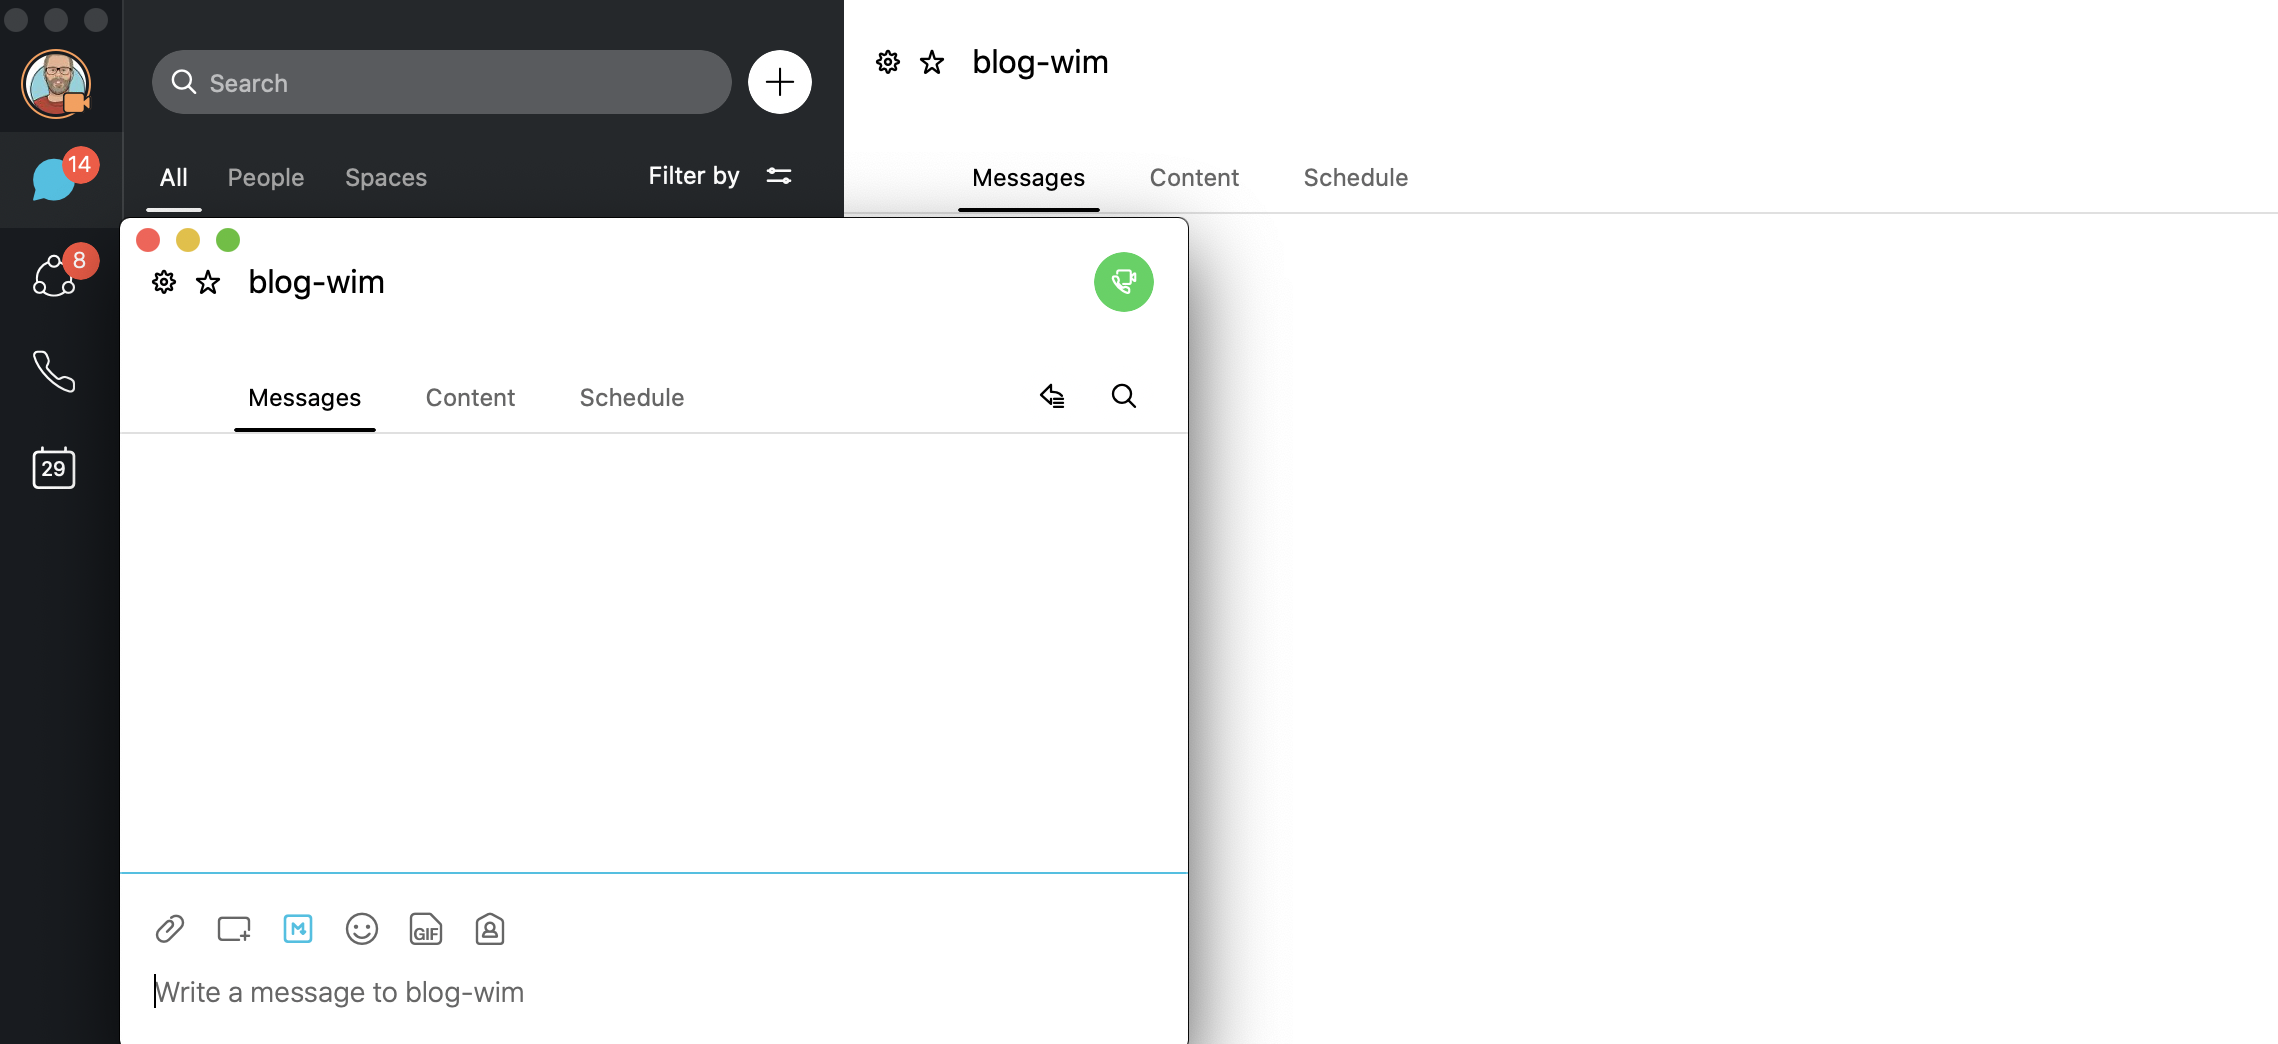 Search
14
All People Spaces Filter by
8
29
blog-wim
Messages Content Schedule
blog-wim
Messages Content Schedule
GIF
Write a message to blog-wim